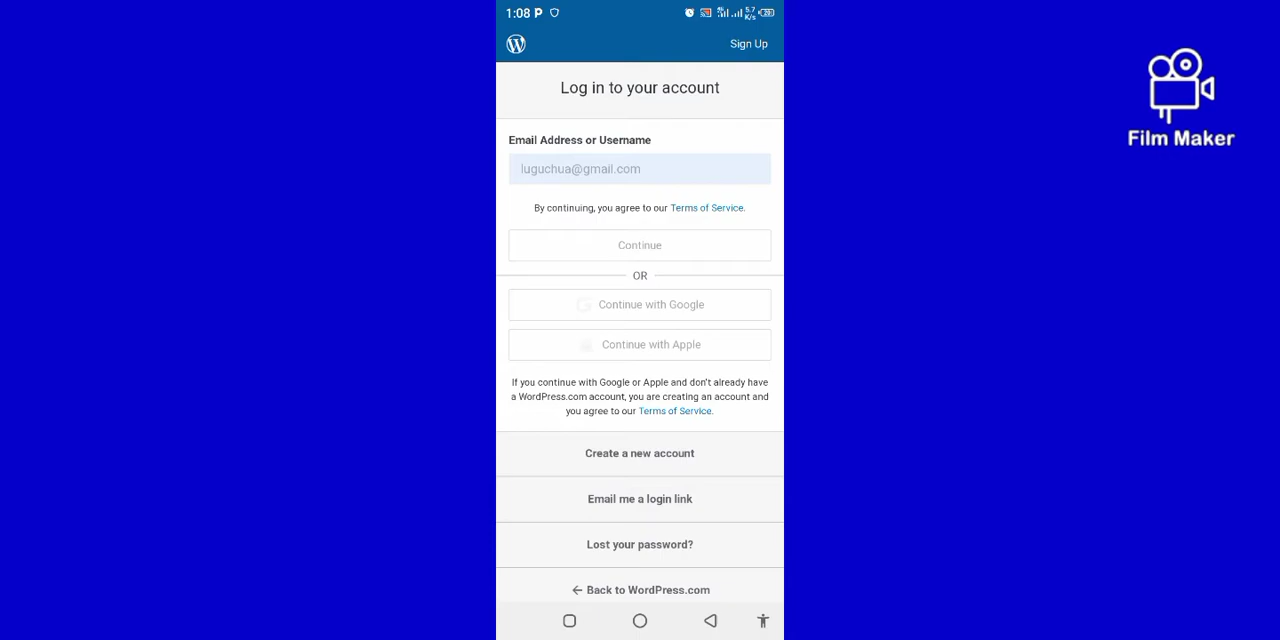 1:08
5.7
K/s
Sign Up
Log in to your account
Email Address or Username
luguchua@gmail.com
By continuing, you agree to our Terms of Service.
Continue
OR
Continue with Google
Continue with Apple
If you continue with Google or Apple and don't already have
a WordPress.com account, you are creating an account and
you agree to our Terms of Service.
Create a new account
Email me a login link
Lost your password?
← Back to WordPress.com
Film Maker